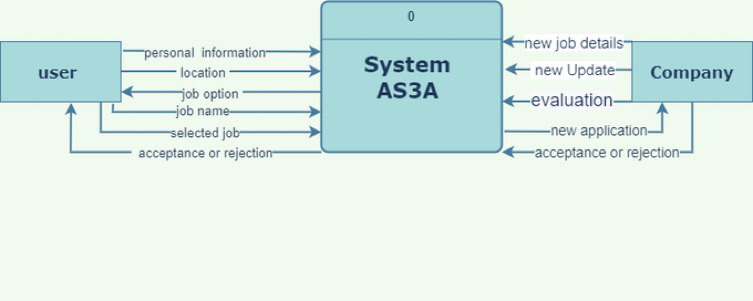 0
System
AS3A
user
personal information
location
job option
job name
selected job
acceptance or rejection
Company
new job details
new Update
evaluation
new application
acceptance or rejection